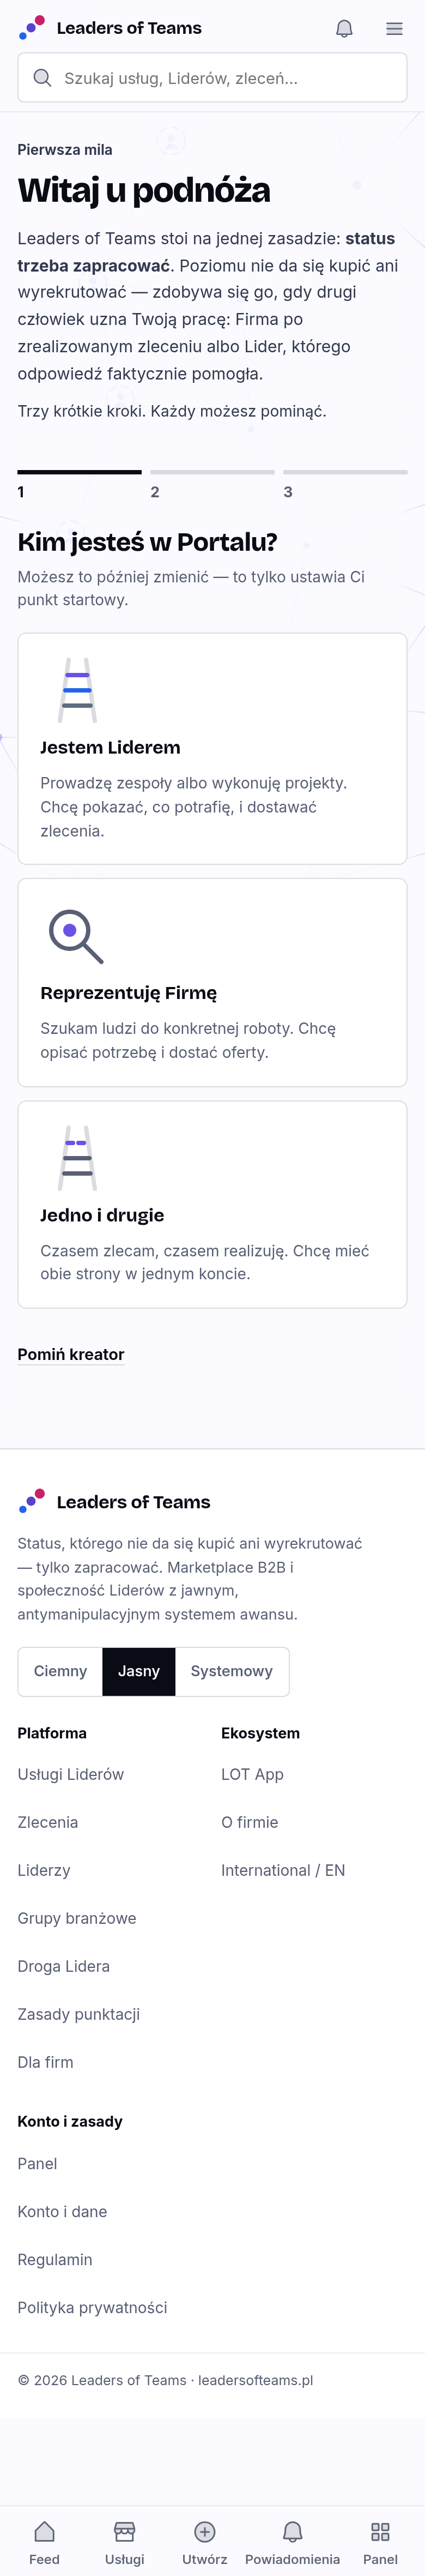 Leaders of Teams
Szukaj usług, Liderów, zleceń...
Pierwsza mila
Witaj u podnóża
Leaders of Teams stoi na jednej zasadzie: status
trzeba zapracować. Poziomu nie da się kupić ani
wyrekrutować — zdobywa się go, gdy drugi
człowiek uzna Twoją pracę: Firma po
zrealizowanym zleceniu albo Lider, którego
odpowiedź faktycznie pomogła.
Trzy krótkie kroki. Każdy możesz pominąć.
1 2 3
Kim jesteś w Portalu?
Możesz to później zmienić — to tylko ustawia Ci
punkt startowy.
Jestem Liderem
Prowadzę zespoły albo wykonuję projekty.
Chcę pokazać, co potrafię, i dostawać
zlecenia.
Reprezentuję Firmę
Szukam ludzi do konkretnej roboty. Chcę
opisać potrzebę i dostać oferty.
Jedno i drugie
Czasem zlecam, czasem realizuję. Chcę mieć
obie strony w jednym koncie.
Pomiń kreator
Leaders of Teams
Status, którego nie da się kupić ani wyrekrutować
— tylko zapracować. Marketplace B2B i
społeczność Liderów z jawnym,
antymanipulacyjnym systemem awansu.
Ciemny Jasny Systemowy
Platforma
Usługi Liderów
Zlecenia
Liderzy
Grupy branżowe
Droga Lidera
Zasady punktacji
Dla firm
Ekosystem
LOT App
O firmie
International / EN
Konto i zasady
Panel
Konto i dane
Regulamin
Polityka prywatności
© 2026 Leaders of Teams · leadersofteams.pl
Feed Usługi Utwórz Powiadomienia Panel